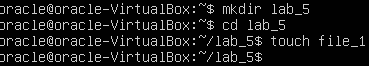 oracle@oracle-VirtualBox:~$ mkdir lab_5
oracle@oracle-VirtualBox:~$ cd lab_5
oracle@oracle-VirtualBox:~/lab_5$ touch file_1
oracle@oracle-VirtualBox:~/lab_5$